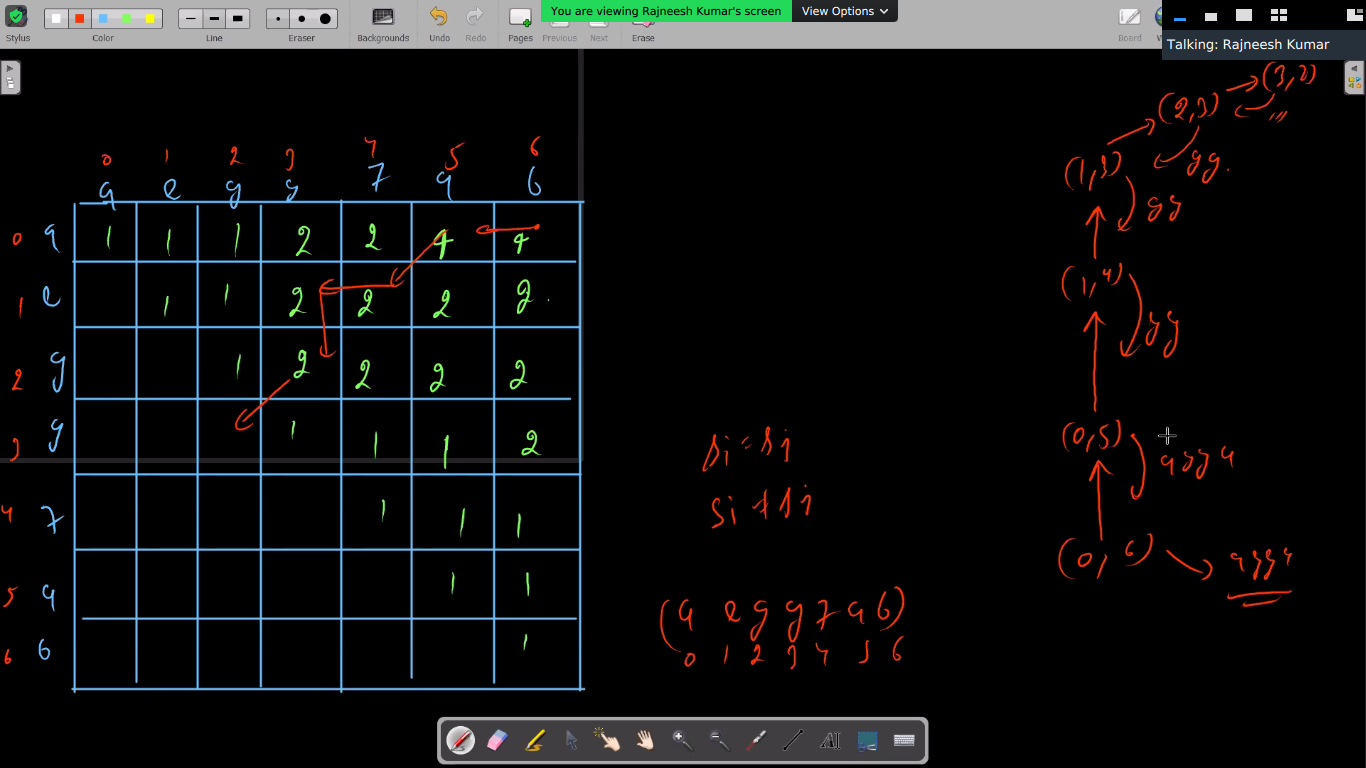 You are viewing Rajneesh Kumar's screen View Options
Stylus Color Line Eraser Backgrounds Undo Redo Pages Previous Next Erase Board
Talking: Rajneesh Kumar
0 1 2 3 4 5 6
q e g g 7 q 6
0 q 1 1 1 2 2 4 4
1 e 1 1 2 2 2 2
2 g 1 2 2 2 2
3 g 1 1 1 2
4 7 1 1 1
5 q 1 1
6 6 1
si = sj
si ≠ sj
(q e g g 7 q 6)
0 1 2 3 4 5 6
(2,3)
(1,3) gg.
gg
(1,4)
gg
(0,5)
qggq
(0,6) qggq